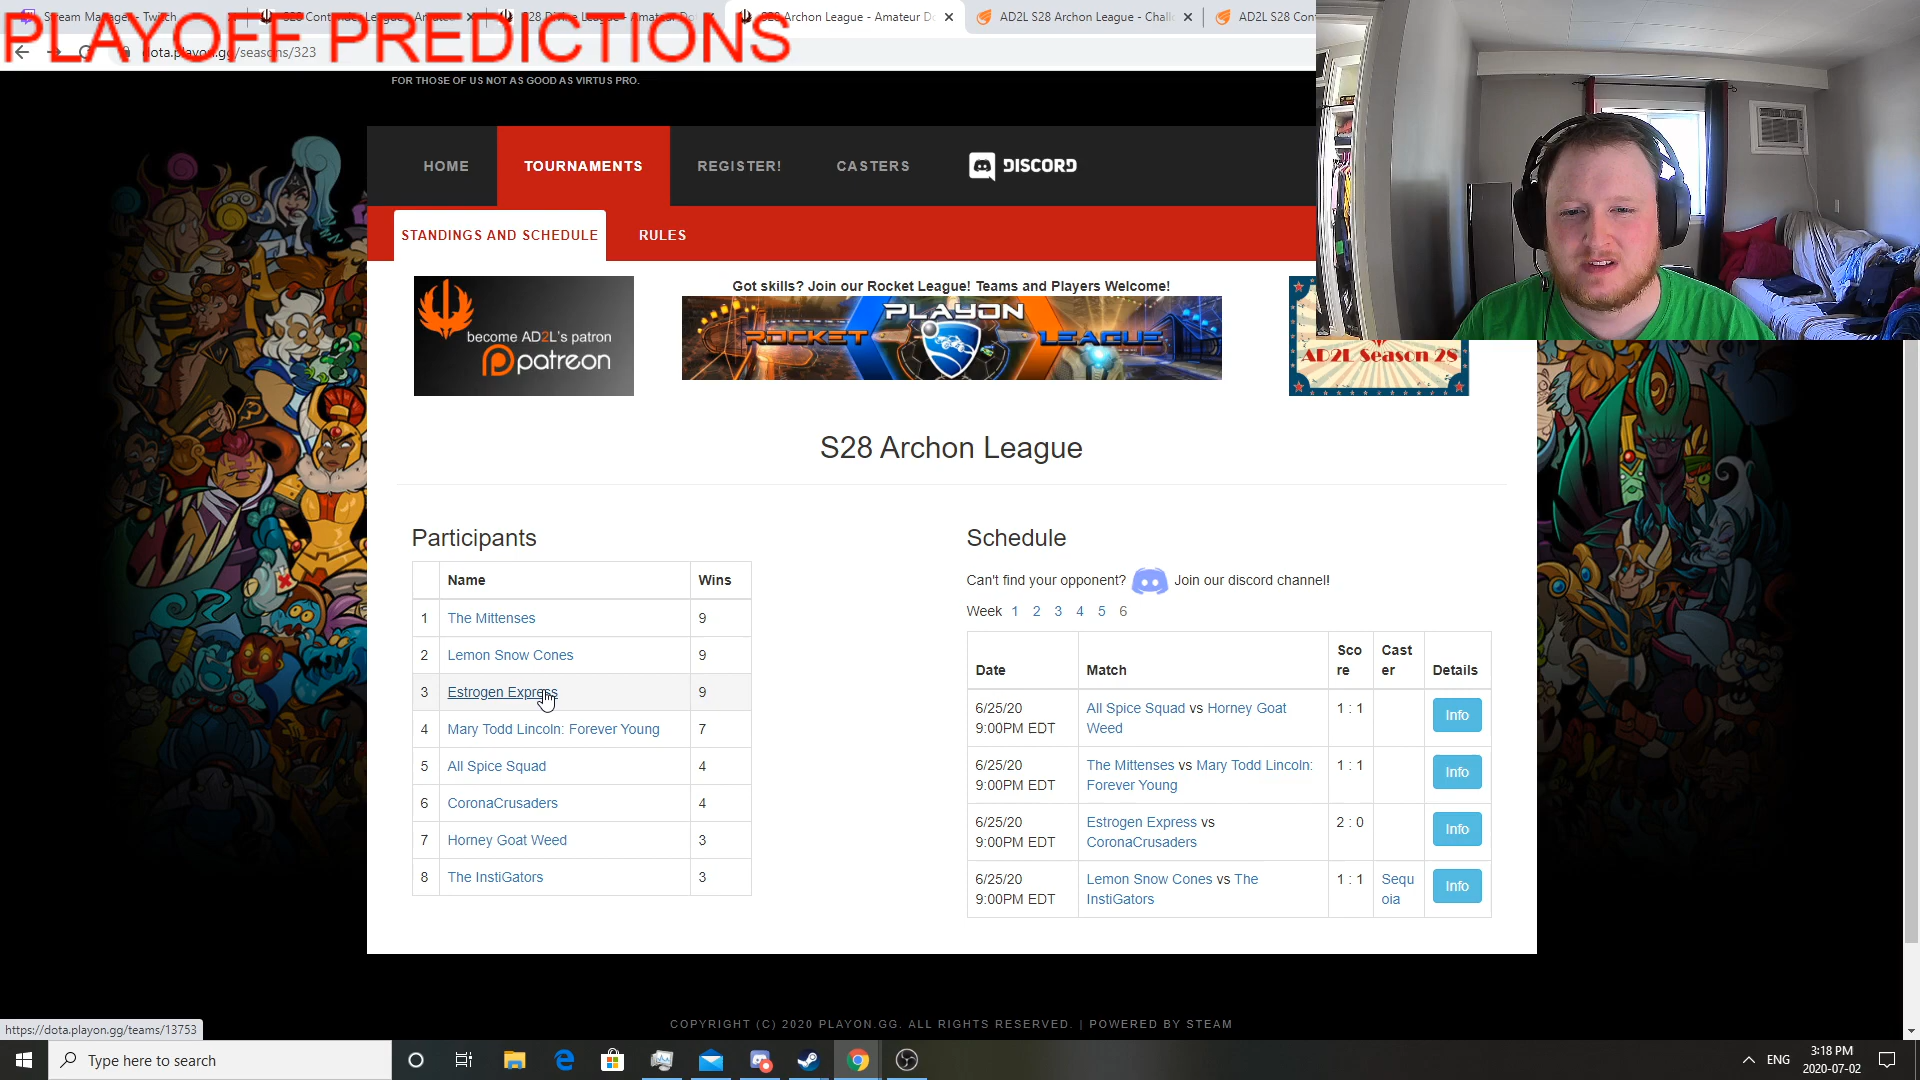 Stream Manager - Twitch
S28 Archon League - Amateur Do
AD2L S28 Archon League - Chall
AD2L S28 Con
PLAYOFF PREDICTIONS
dota.playon.gg/seasons/323
FOR THOSE OF US NOT AS GOOD AS VIRTUS PRO.
HOME TOURNAMENTS REGISTER! CASTERS DISCORD
STANDINGS AND SCHEDULE RULES
Got skills? Join our Rocket League! Teams and Players Welcome!
become AD2L's patron
patreon
PLAYON
ROCKET LEAGUE
AD2L Season 28
S28 Archon League
Participants
Name Wins
1 The Mittenses 9
2 Lemon Snow Cones 9
3 Estrogen Express 9
4 Mary Todd Lincoln: Forever Young 7
5 All Spice Squad 4
6 CoronaCrusaders 4
7 Horney Goat Weed 3
8 The InstiGators 3
Schedule
Can't find your opponent? Join our discord channel!
Week 1 2 3 4 5 6
Date Match Sco
re Cast
er Details
6/25/20
9:00PM EDT All Spice Squad vs Horney Goat
Weed 1 : 1 Info
6/25/20
9:00PM EDT The Mittenses vs Mary Todd Lincoln:
Forever Young 1 : 1 Info
6/25/20
9:00PM EDT Estrogen Express vs
CoronaCrusaders 2 : 0 Info
6/25/20
9:00PM EDT Lemon Snow Cones vs The
InstiGators 1 : 1 Sequ
oia Info
COPYRIGHT (C) 2020 PLAYON.GG. ALL RIGHTS RESERVED. | POWERED BY STEAM
https://dota.playon.gg/teams/13753
Type here to search
ENG
3:18 PM
2020-07-02